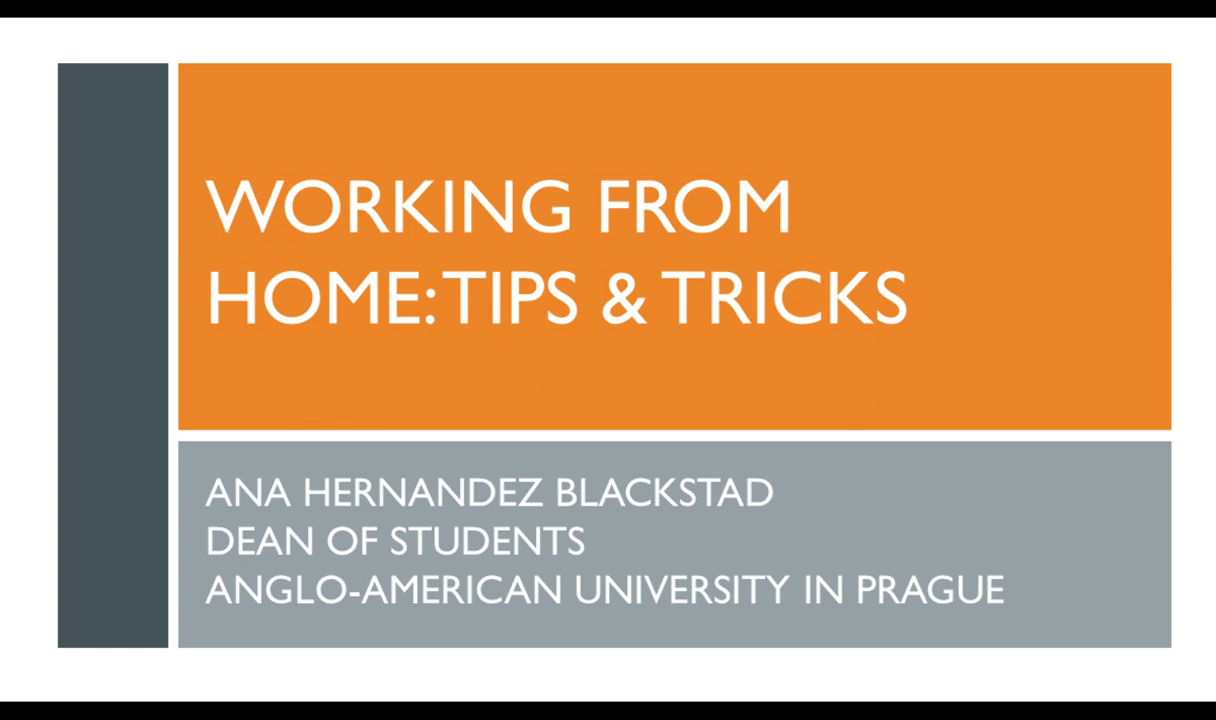 WORKING FROM
HOME: TIPS & TRICKS
ANA HERNANDEZ BLACKSTAD
DEAN OF STUDENTS
ANGLO-AMERICAN UNIVERSITY IN PRAGUE